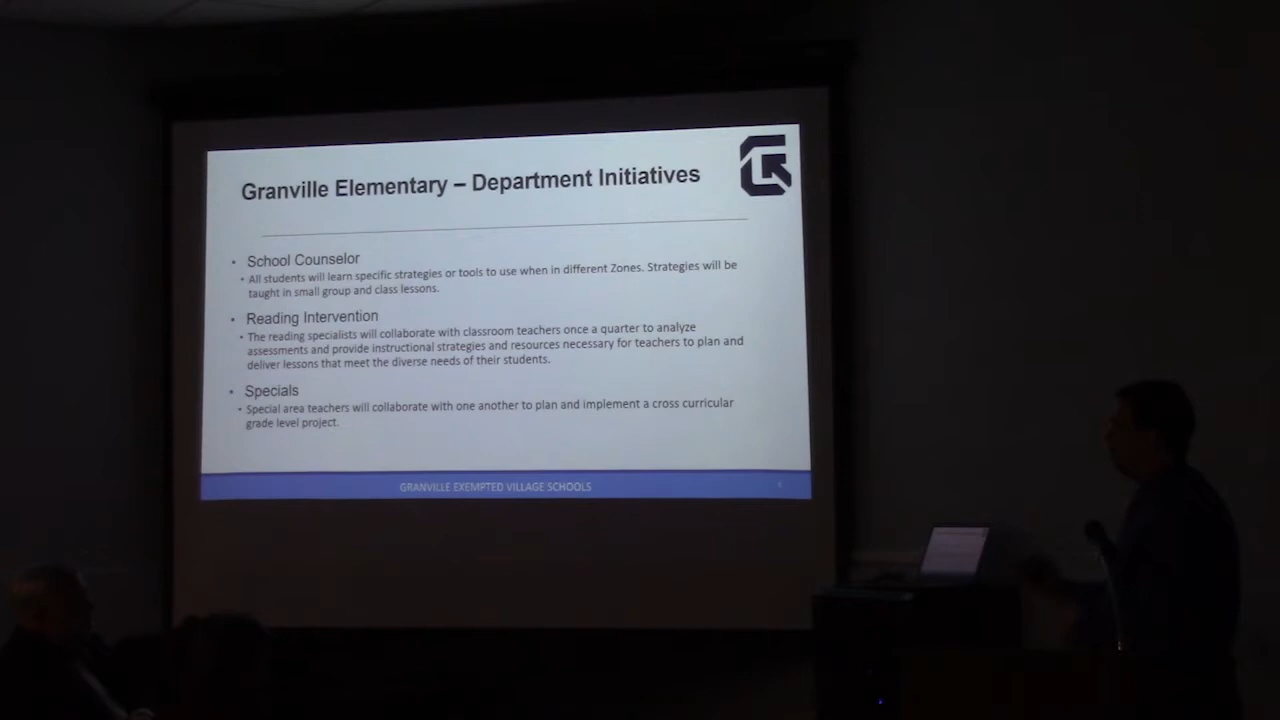 Granville Elementary – Department Initiatives
• School Counselor
• All students will learn specific strategies or tools to use when in different Zones. Strategies will be
taught in small group and class lessons.
• Reading Intervention
• The reading specialists will collaborate with classroom teachers once a quarter to analyze
assessments and provide instructional strategies and resources necessary for teachers to plan and
deliver lessons that meet the diverse needs of their students.
• Specials
• Special area teachers will collaborate with one another to plan and implement a cross curricular
grade level project.
GRANVILLE EXEMPTED VILLAGE SCHOOLS